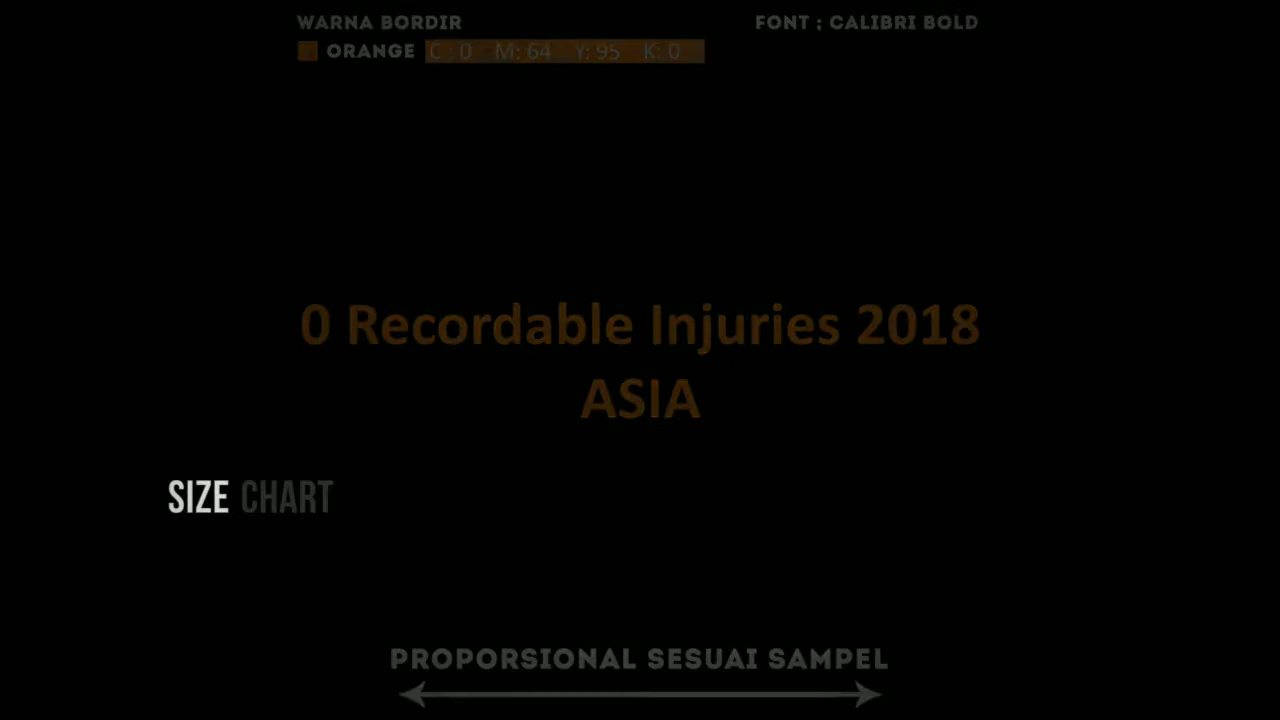 WARNA BORDIR
FONT ; CALIBRI BOLD
ORANGE C : 0 M: 64 Y: 95 K: 0
0 Recordable Injuries 2018
ASIA
SIZE CHART
PROPORSIONAL SESUAI SAMPEL